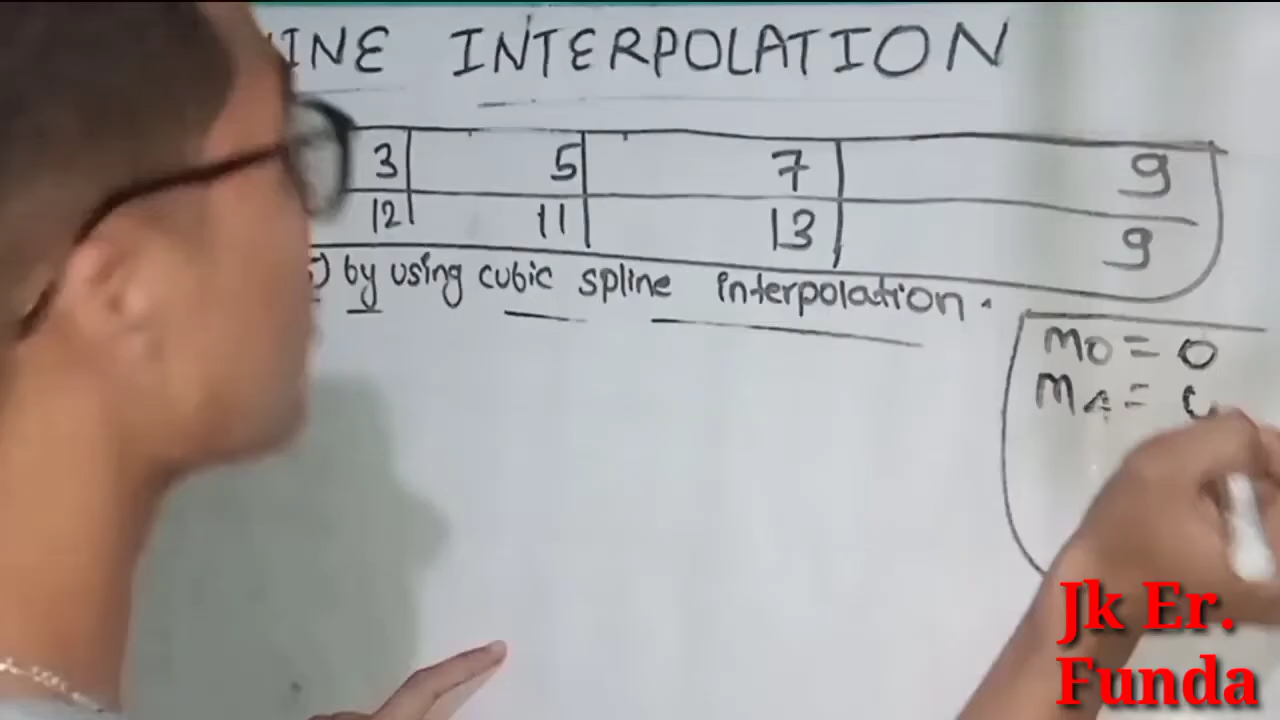 INE INTERPOLATION
3 5 7 9
12 11 13 9
5) by using cubic spline interpolation.
m0 = 0
m4 =
Jk Er.
Funda